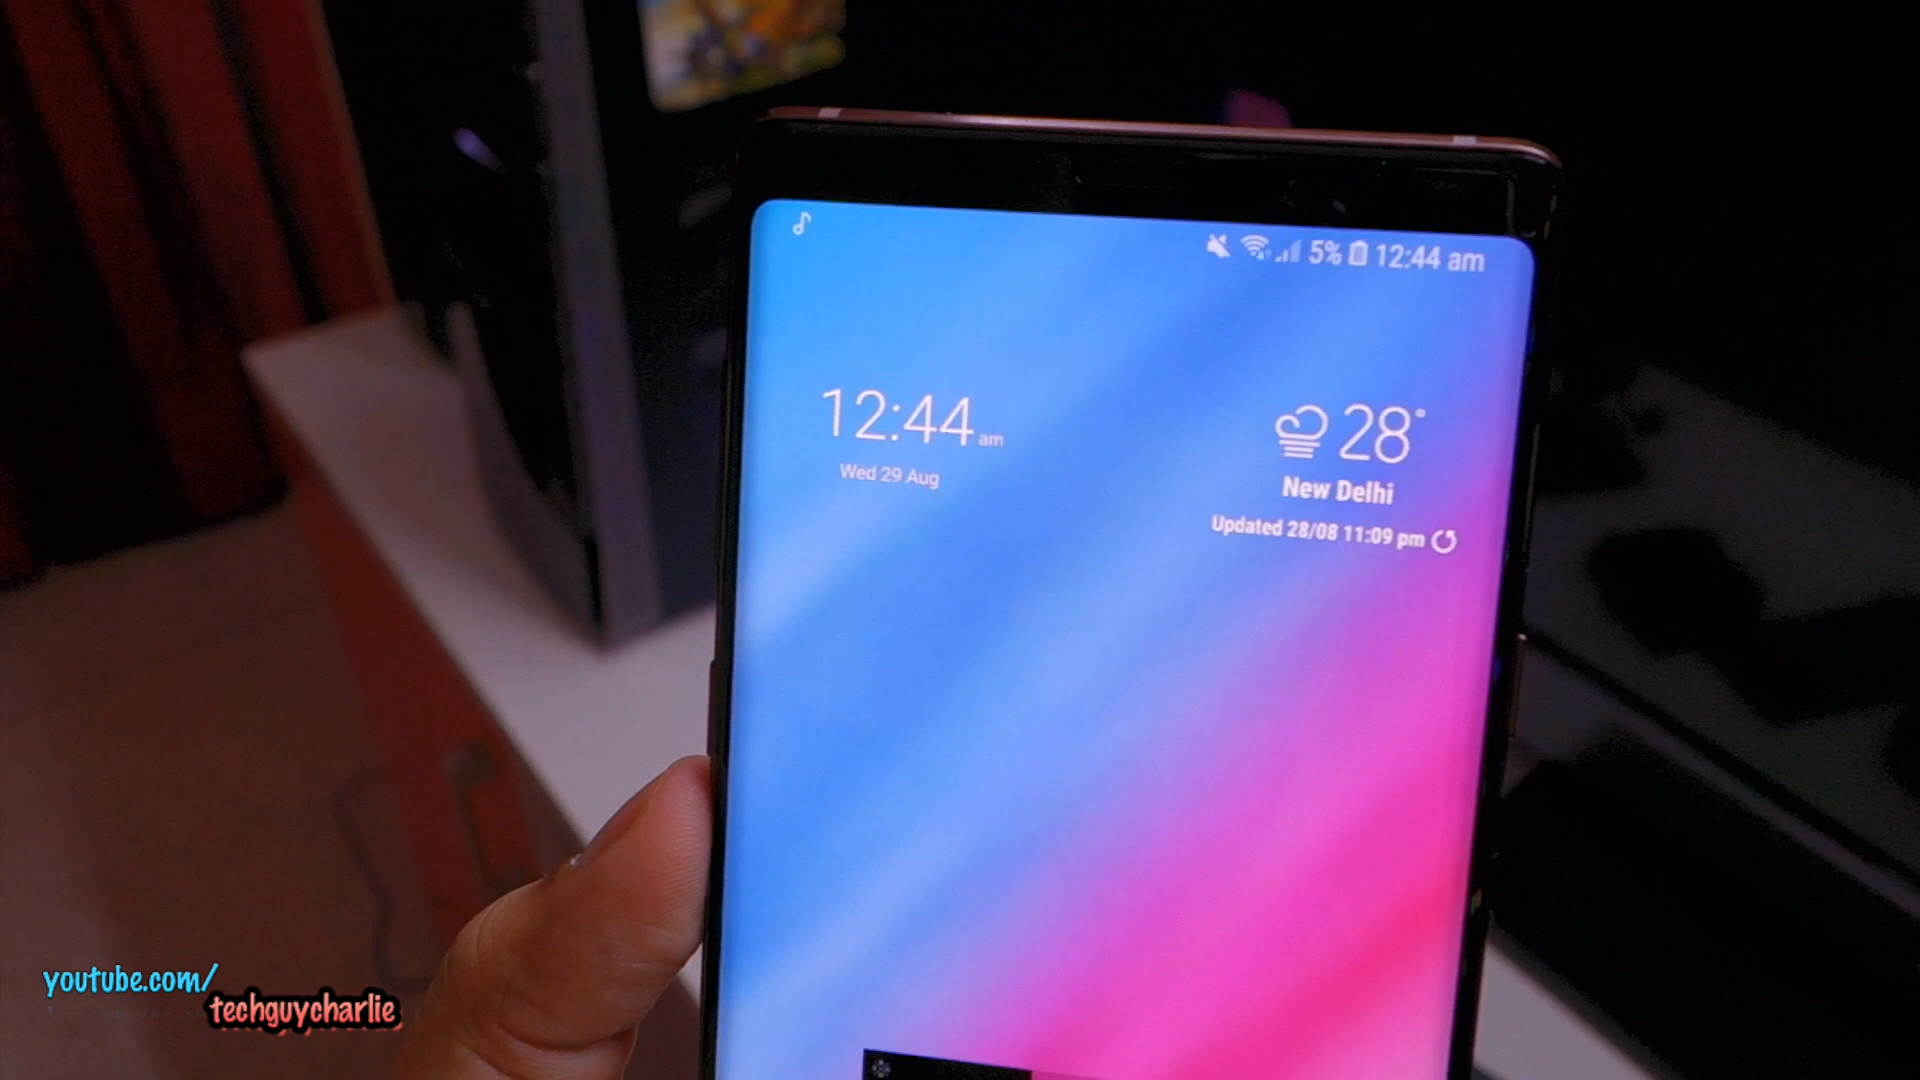 5% 12:44 am
12:44 am
Wed 29 Aug
28°
New Delhi
Updated 28/08 11:09 pm
youtube.com/
techguycharlie